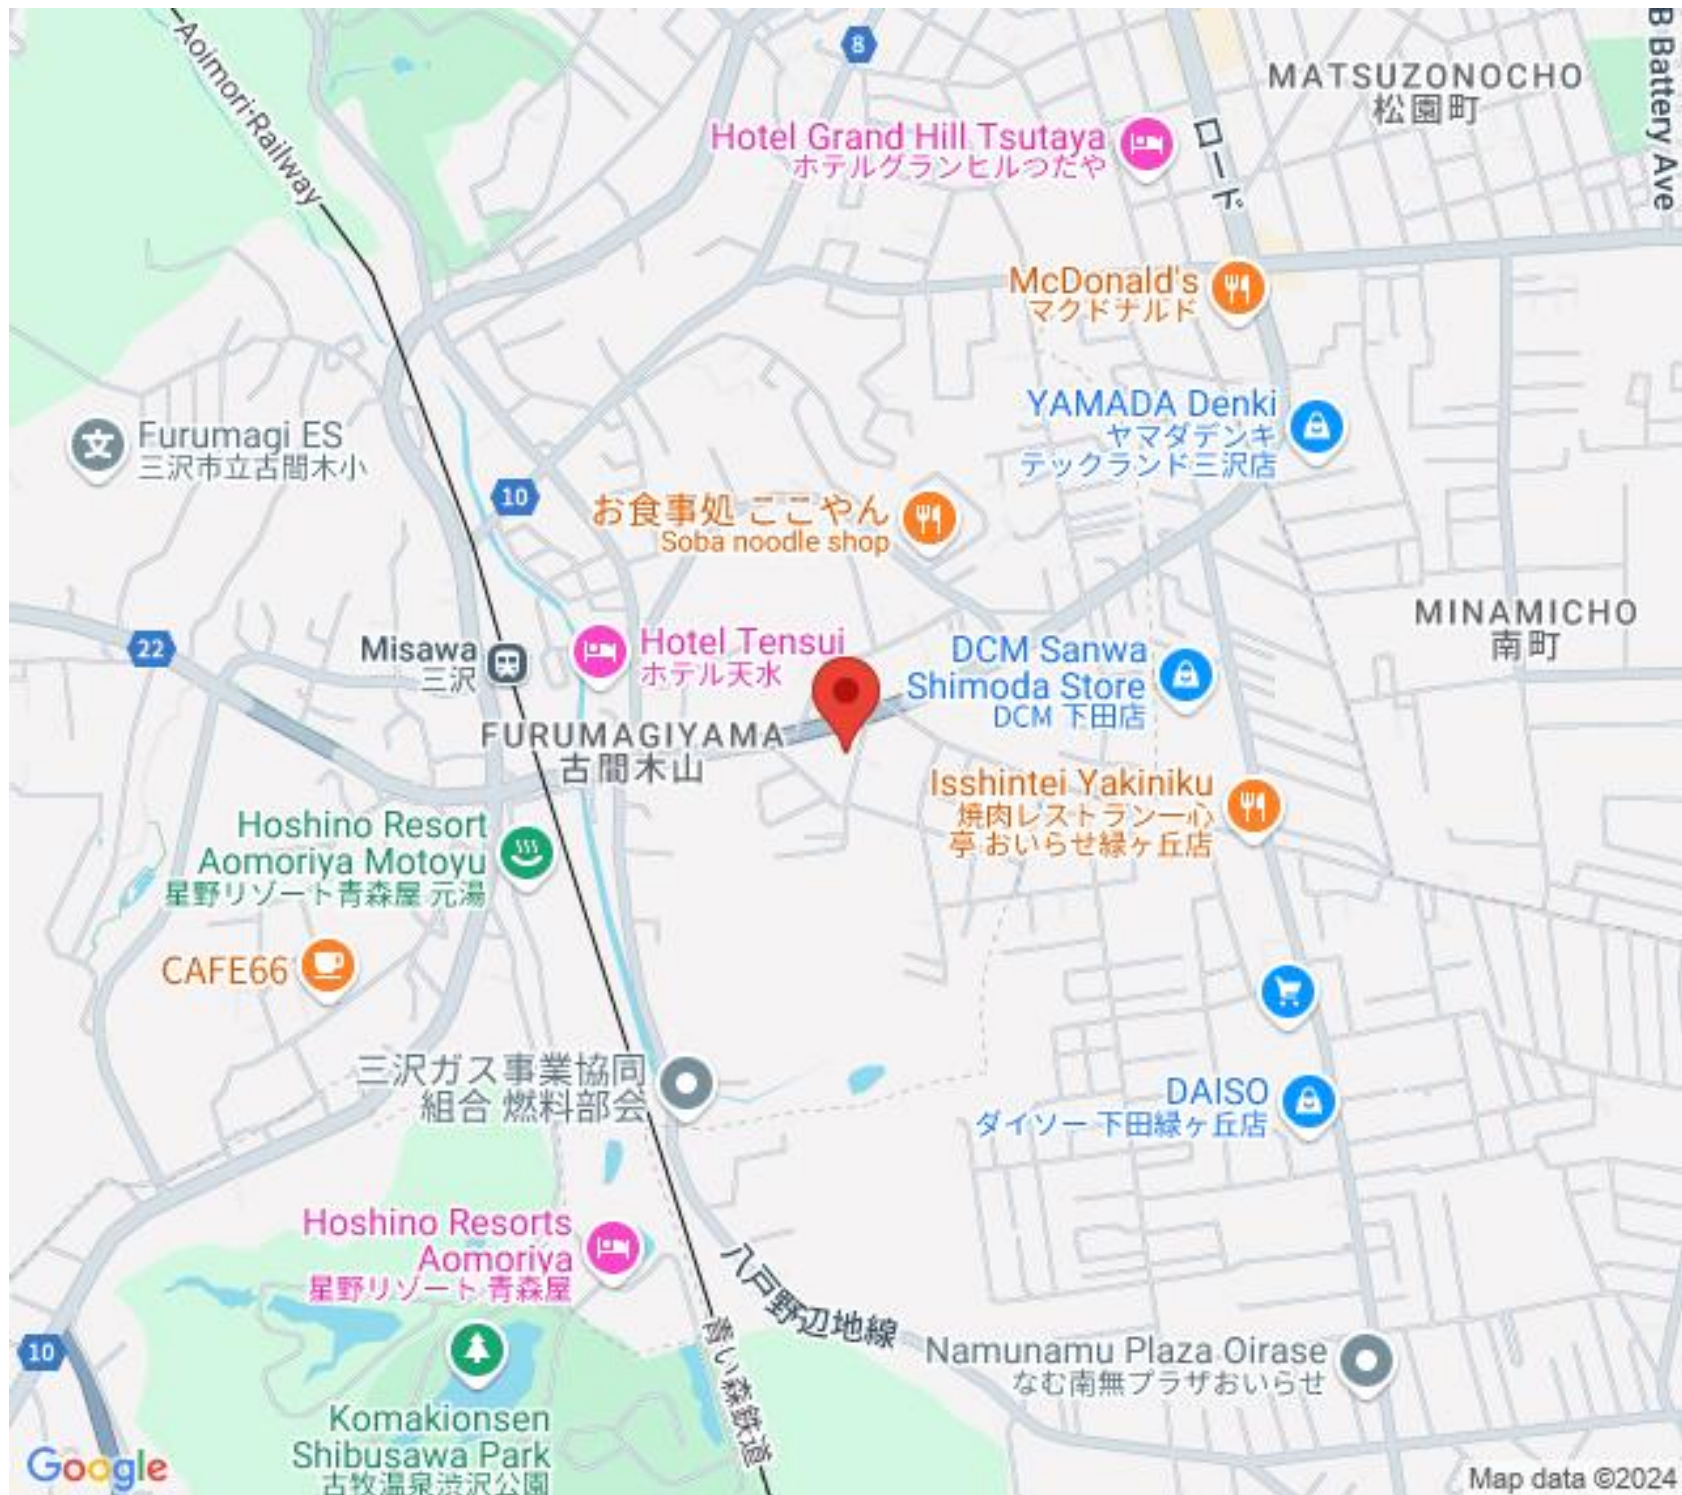 Aoimori Railway
8
B Battery Ave
MATSUZONOCHO
松園町
Hotel Grand Hill Tsutaya
ホテルグランヒルつたや
ローズ
McDonald's
マクドナルド
YAMADA Denki
ヤマダデンキ
テックランド三沢店
Furumagi ES
三沢市立古間木小
10
お食事処 ここやん
Soba noodle shop
MINAMICHO
南町
22
Misawa
三沢
Hotel Tensui
ホテル天水
DCM Sanwa
Shimoda Store
DCM 下田店
FURUMAGIYAMA
古間木山
Isshintei Yakiniku
焼肉レストラン一心
亭 おいらせ緑ヶ丘店
Hoshino Resort
Aomoriya Motoyu
星野リゾート青森屋 元湯
CAFE66
三沢ガス事業協同
組合 燃料部会
DAISO
ダイソー 下田緑ヶ丘店
Hoshino Resorts
Aomoriya
星野リゾート 青森屋
八戸野辺地線
青い森鉄道
10
Namunamu Plaza Oirase
なむ南無プラザおいらせ
Komakionsen
Shibusawa Park
古牧温泉渋沢公園
Google
Map data ©2024